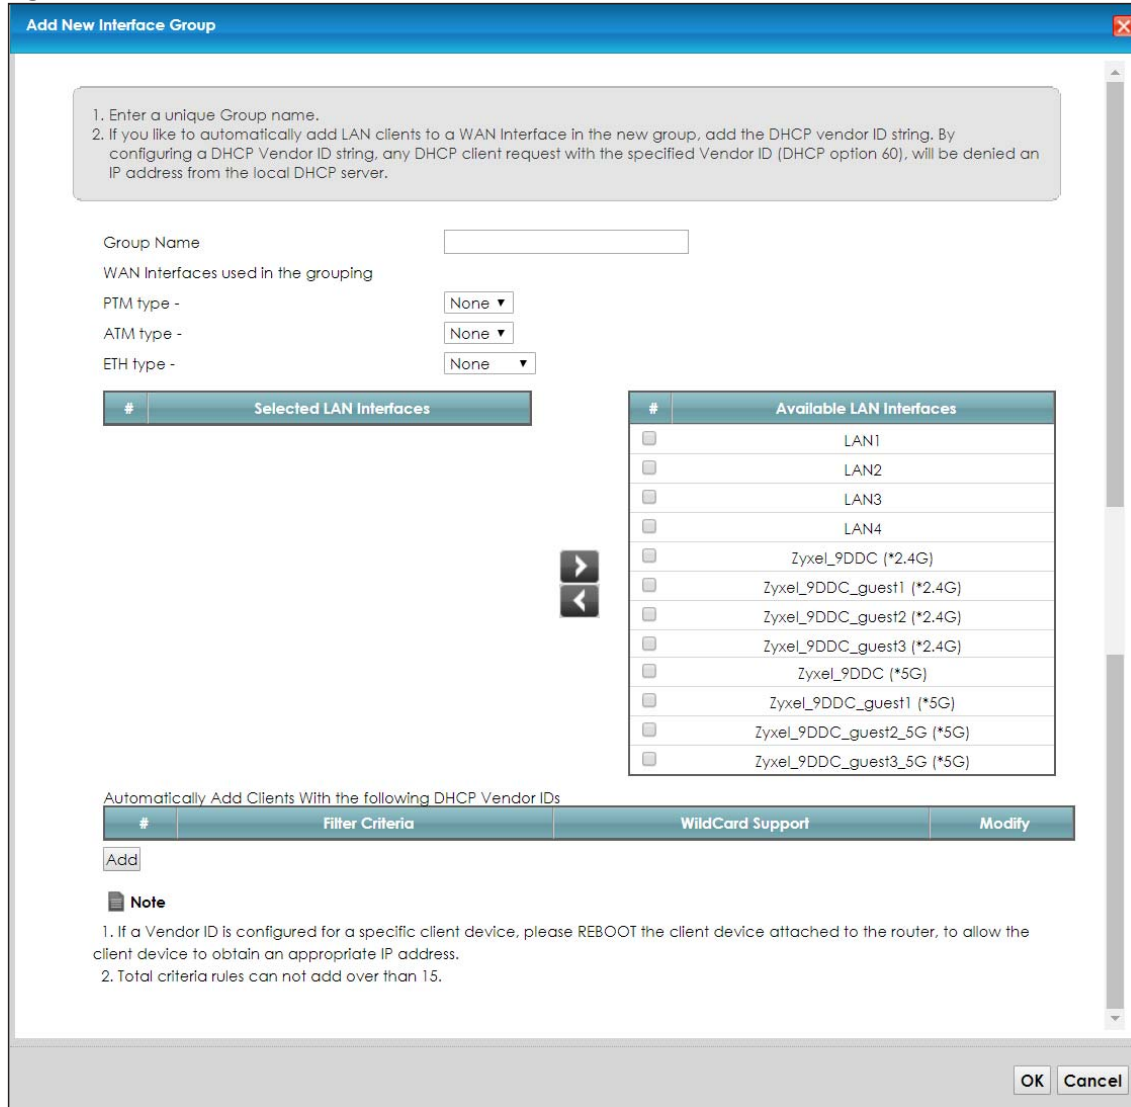 Add New Interface Group
1. Enter a unique Group name.
2. If you like to automatically add LAN clients to a WAN Interface in the new group, add the DHCP vendor ID string. By
configuring a DHCP Vendor ID string, any DHCP client request with the specified Vendor ID (DHCP option 60), will be denied an
IP address from the local DHCP server.
Group Name
WAN Interfaces used in the grouping
PTM type - None
ATM type - None
ETH type - None
# Selected LAN Interfaces
# Available LAN Interfaces
LAN1
LAN2
LAN3
LAN4
Zyxel_9DDC (*2.4G)
Zyxel_9DDC_guest1 (*2.4G)
Zyxel_9DDC_guest2 (*2.4G)
Zyxel_9DDC_guest3 (*2.4G)
Zyxel_9DDC (*5G)
Zyxel_9DDC_guest1 (*5G)
Zyxel_9DDC_guest2_5G (*5G)
Zyxel_9DDC_guest3_5G (*5G)
Automatically Add Clients With the following DHCP Vendor IDs
# Filter Criteria WildCard Support Modify
Add
Note
1. If a Vendor ID is configured for a specific client device, please REBOOT the client device attached to the router, to allow the
client device to obtain an appropriate IP address.
2. Total criteria rules can not add over than 15.
OK Cancel